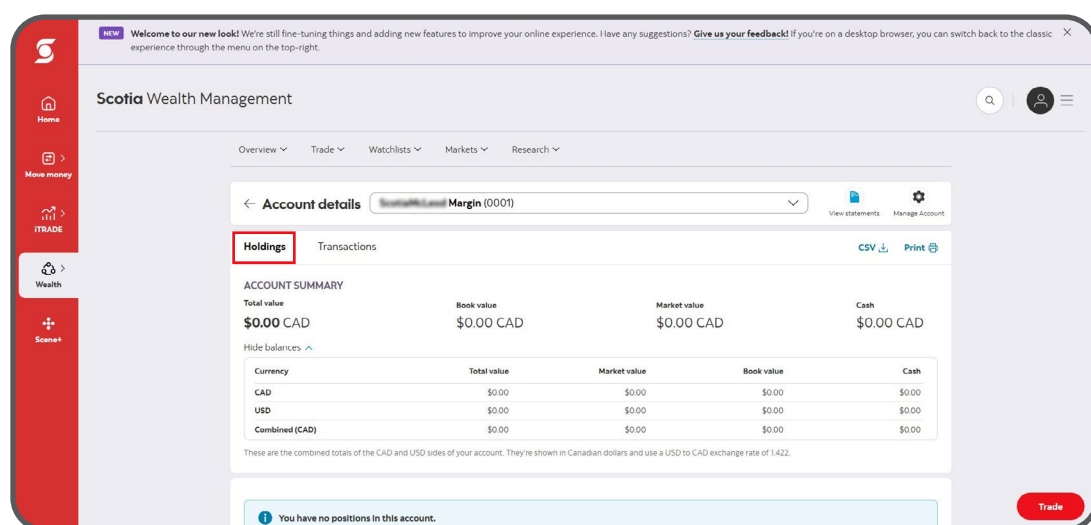 NEW Welcome to our new look! We're still fine-tuning things and adding new features to improve your online experience. Have any suggestions? Give us your feedback! If you're on a desktop browser, you can switch back to the classic
experience through the menu on the top-right.
Scotia Wealth Management
Home
Move money
iTRADE
Wealth
Scene+
Overview Trade Watchlists Markets Research
Account details Margin (0001)
View statements Manage Account
Holdings Transactions CSV Print
ACCOUNT SUMMARY
Total value Book value Market value Cash
$0.00 CAD $0.00 CAD $0.00 CAD $0.00 CAD
Hide balances
Currency Total value Market value Book value Cash
CAD $0.00 $0.00 $0.00 $0.00
USD $0.00 $0.00 $0.00 $0.00
Combined (CAD) $0.00 $0.00 $0.00 $0.00
These are the combined totals of the CAD and USD sides of your account. They're shown in Canadian dollars and use a USD to CAD exchange rate of 1.422.
You have no positions in this account.
Trade